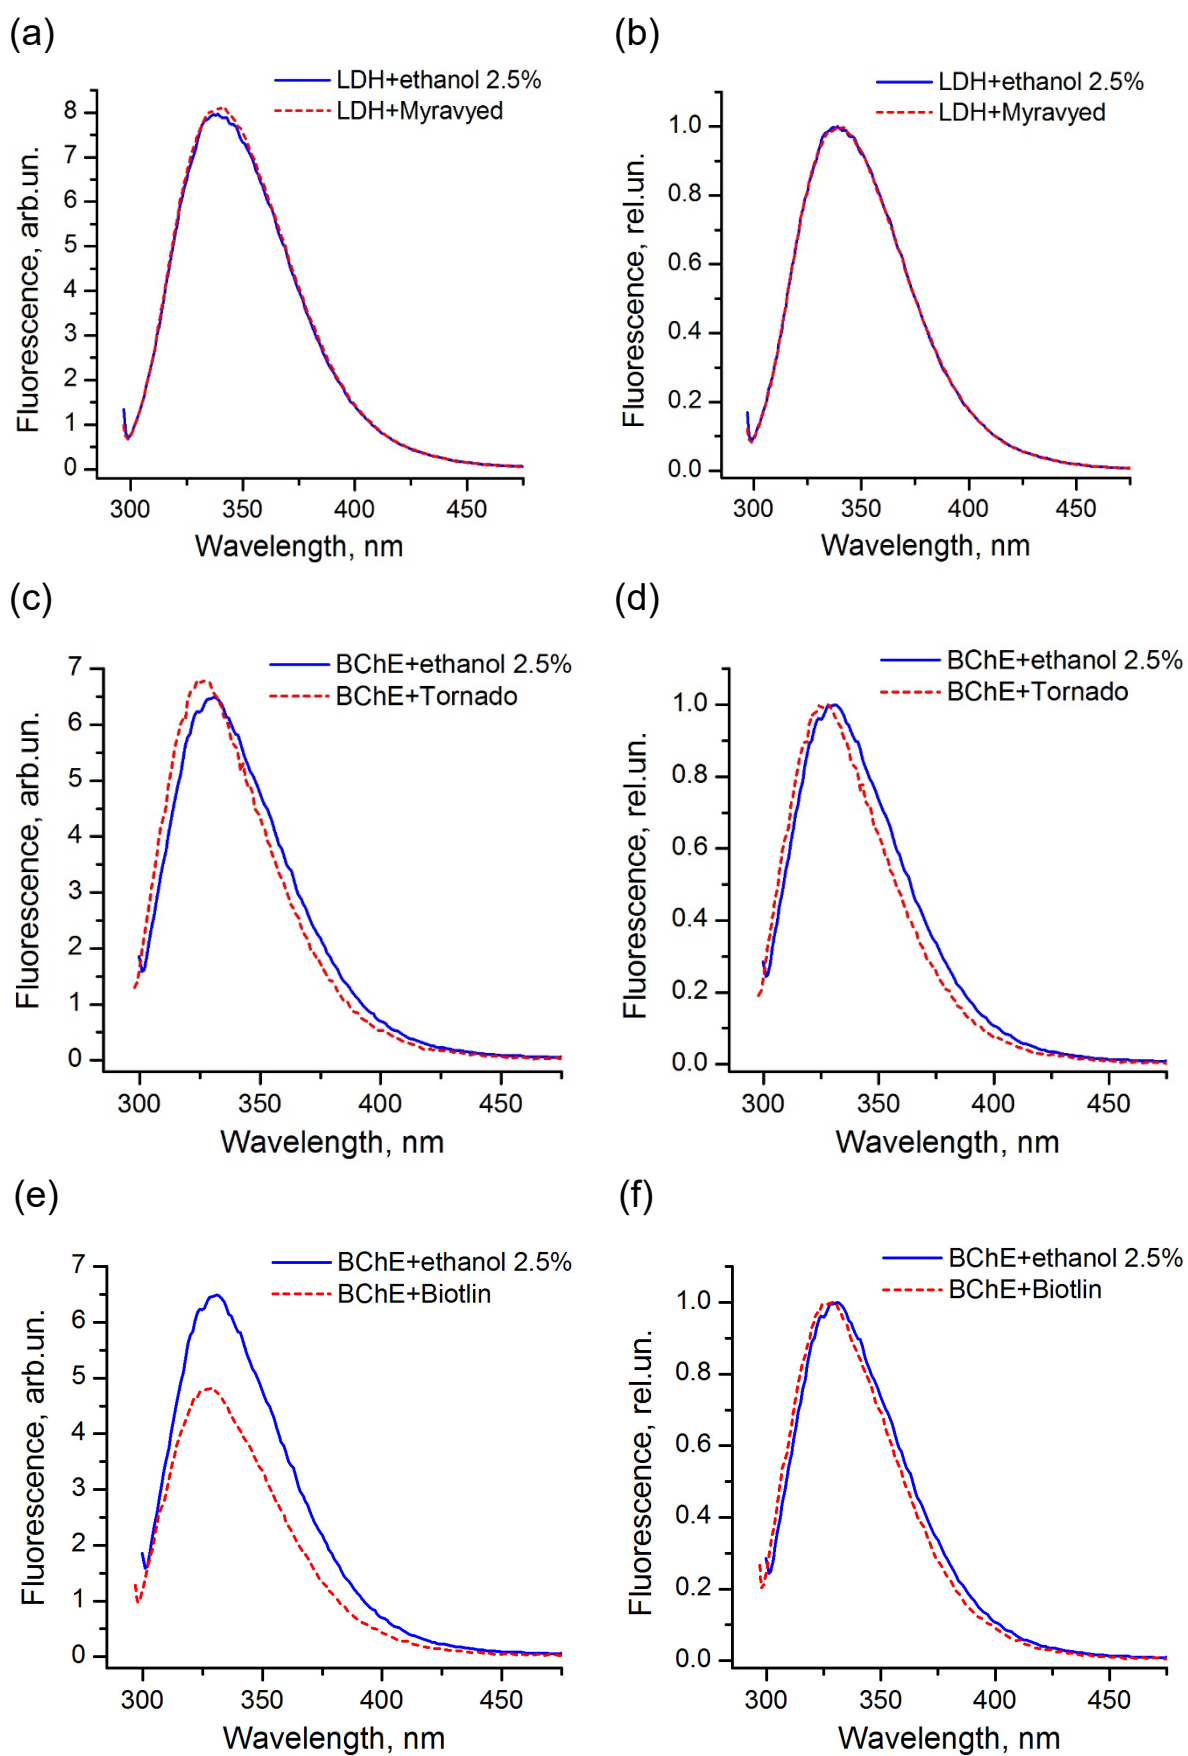 (a)
LDH+ethanol 2.5%
LDH+Myravyed
8
7
6
5
4
3
2
1
0
Fluorescence, arb.un.
300
350
400
450
Wavelength, nm
(b)
LDH+ethanol 2.5%
LDH+Myravyed
1.0
0.8
0.6
0.4
0.2
0.0
Fluorescence, rel.un.
300
350
400
450
Wavelength, nm
(c)
BChE+ethanol 2.5%
BChE+Tornado
7
6
5
4
3
2
1
0
Fluorescence, arb.un.
300
350
400
450
Wavelength, nm
(d)
BChE+ethanol 2.5%
BChE+Tornado
1.0
0.8
0.6
0.4
0.2
0.0
Fluorescence, rel.un.
300
350
400
450
Wavelength, nm
(e)
BChE+ethanol 2.5%
BChE+Biotlin
7
6
5
4
3
2
1
0
Fluorescence, arb.un.
300
350
400
450
Wavelength, nm
(f)
BChE+ethanol 2.5%
BChE+Biotlin
1.0
0.8
0.6
0.4
0.2
0.0
Fluorescence, rel.un.
300
350
400
450
Wavelength, nm